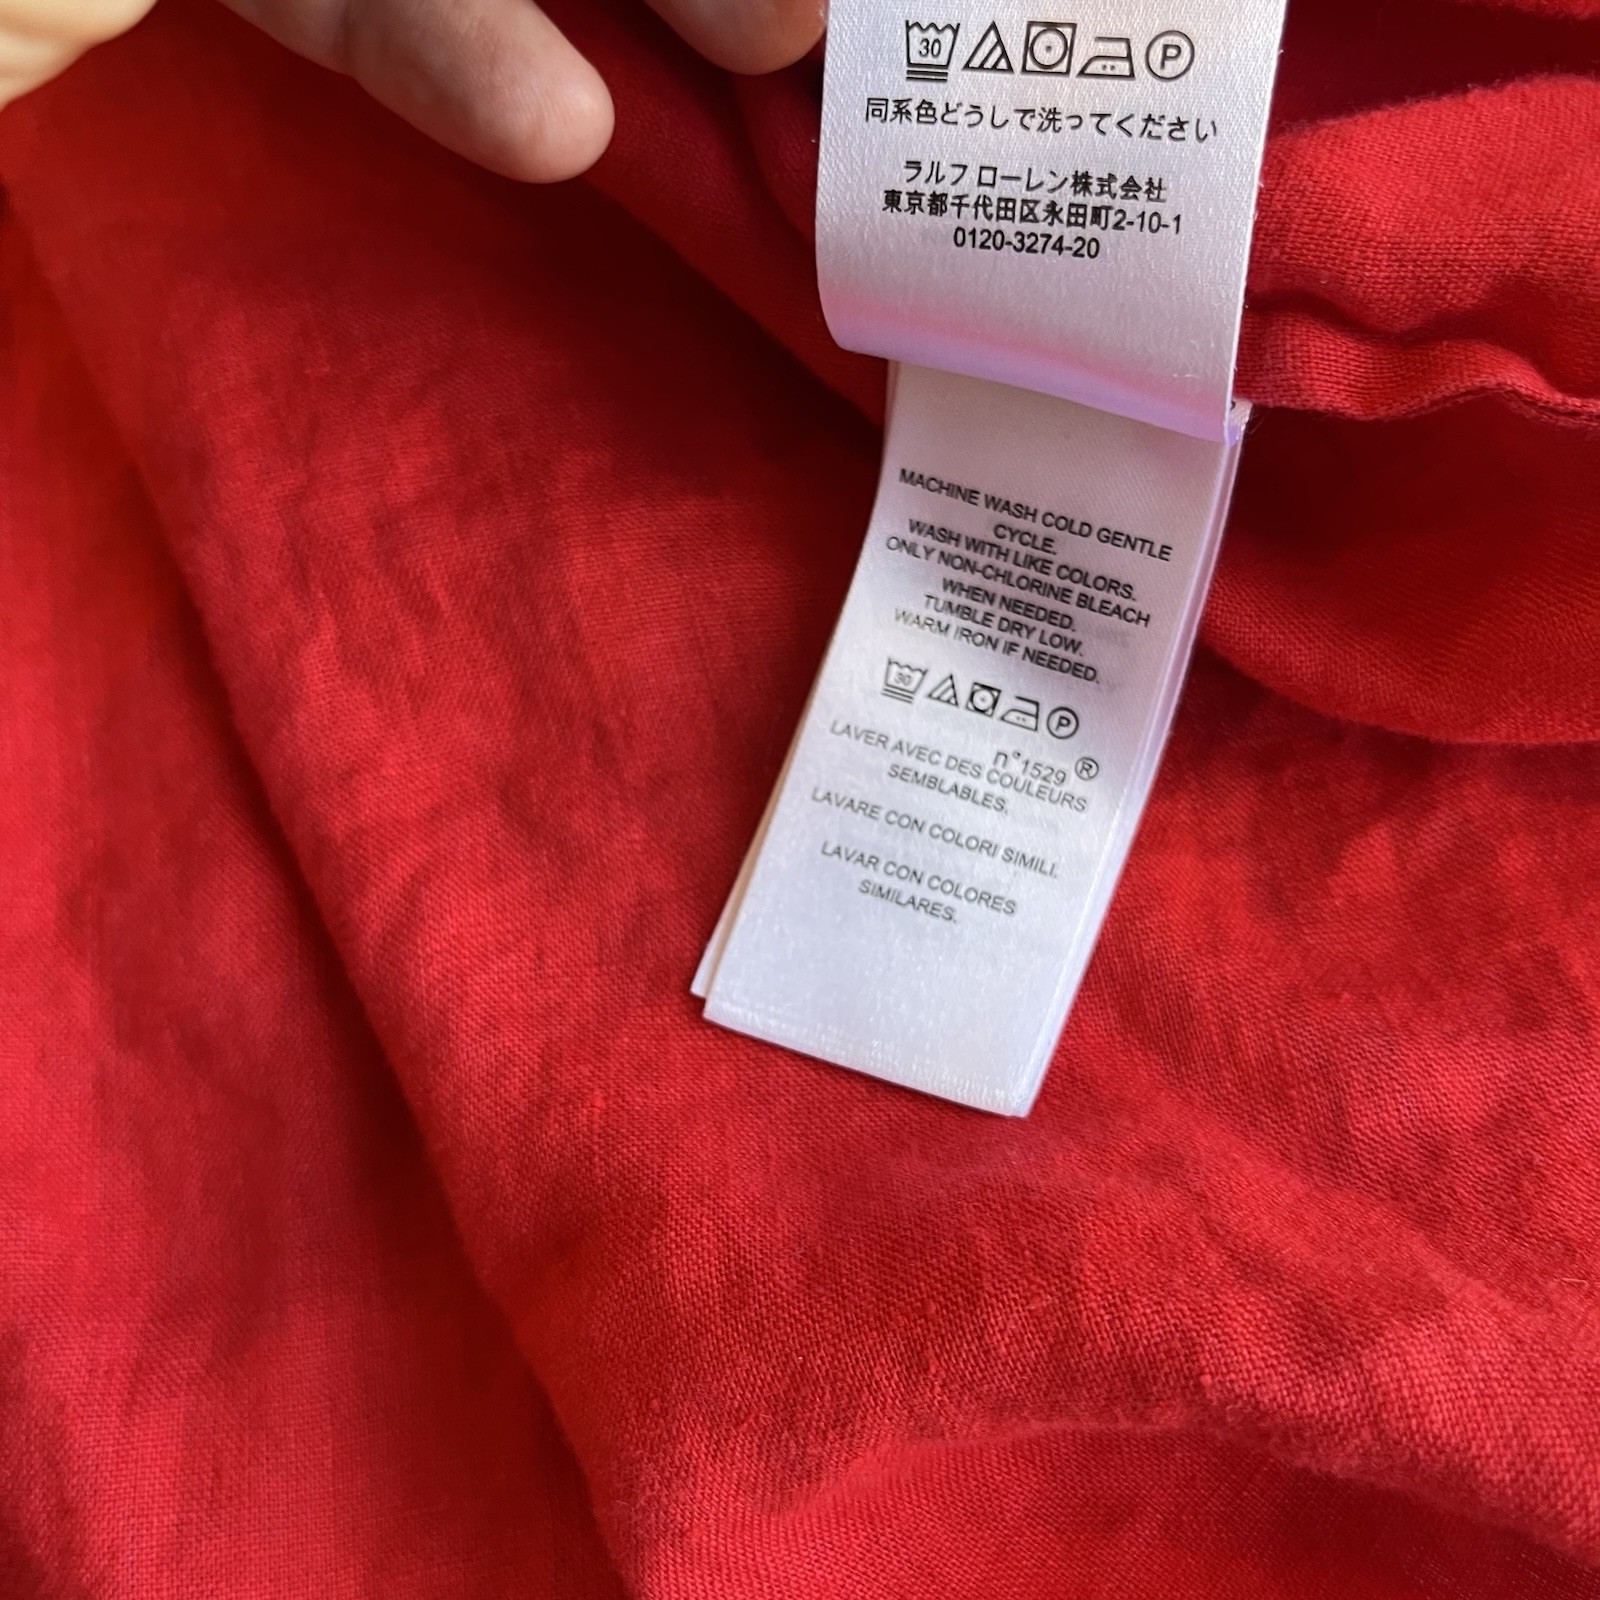 30 P
同系色どうしで洗ってください
ラルフ ローレン株式会社
東京都千代田区永田町2-10-1
0120-3274-20
MACHINE WASH COLD GENTLE
CYCLE.
WASH WITH LIKE COLORS.
ONLY NON-CHLORINE BLEACH
WHEN NEEDED.
TUMBLE DRY LOW.
WARM IRON IF NEEDED.
30 P
n°1529 ®
LAVER AVEC DES COULEURS
SEMBLABLES,
LAVARE CON COLORI SIMILI.
LAVAR CON COLORES
SIMILARES,